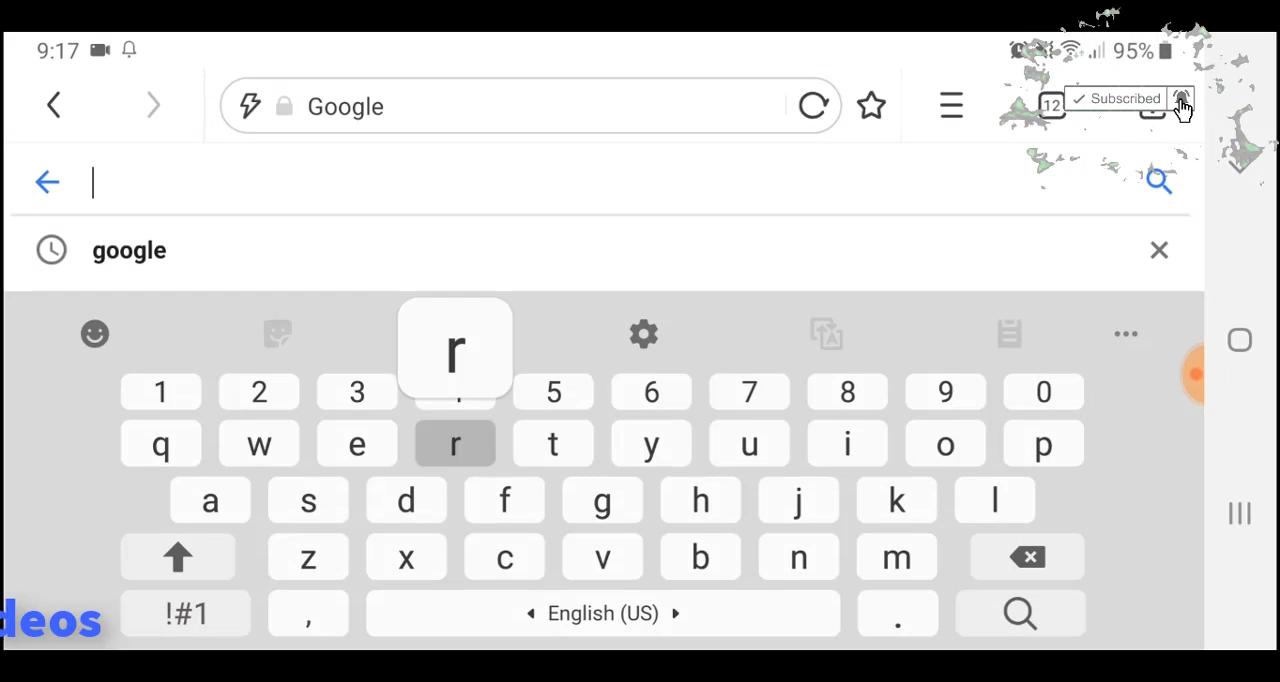 9:17 95%
Google 12 Subscribed
google
r
1 2 3 5 6 7 8 9 0
q w e r t y u i o p
a s d f g h j k l
z x c v b n m
!#1 , English (US) .
deos